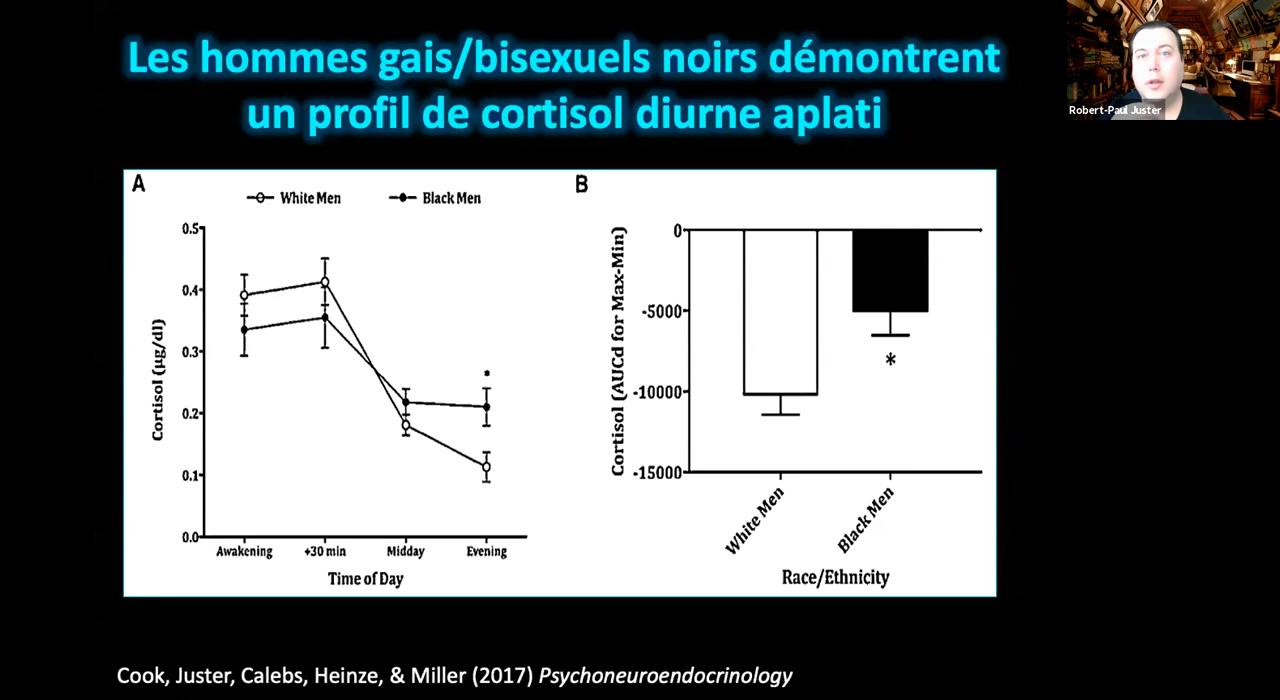 Les hommes gais/bisexuels noirs démontrent
un profil de cortisol diurne aplati
Robert-Paul Juster
A
White Men
Black Men
0.5
0.4
0.3
0.2
0.1
0.0
Cortisol (µg/dl)
*
Awakening
+30 min
Midday
Evening
Time of Day
B
0
-5000
-10000
-15000
Cortisol (AUCd for Max-Min)
*
White Men
Black Men
Race/Ethnicity
Cook, Juster, Calebs, Heinze, & Miller (2017) Psychoneuroendocrinology